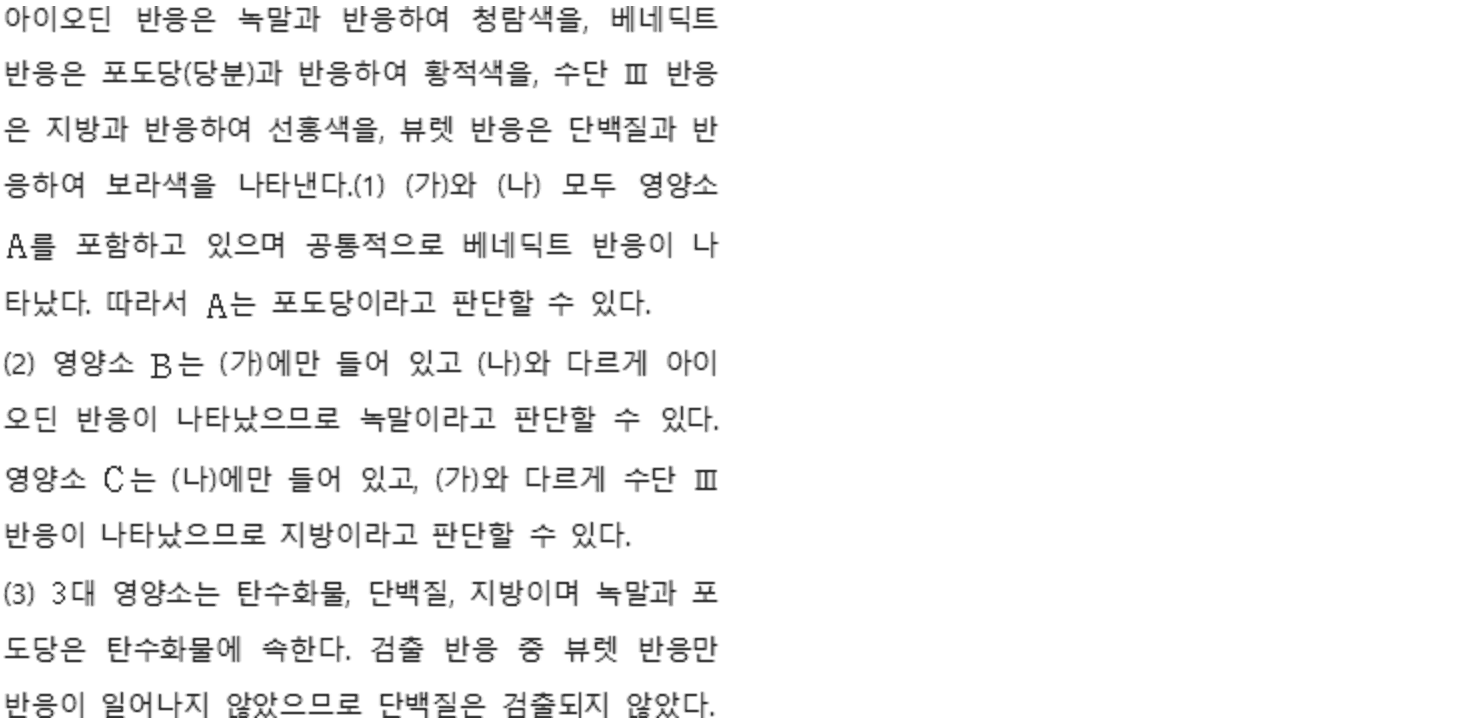 아이오딘 반응은 녹말과 반응하여 청람색을, 베네딕트
반응은 포도당(당분)과 반응하여 황적색을, 수단 Ⅲ 반응
은 지방과 반응하여 선홍색을, 뷰렛 반응은 단백질과 반
응하여 보라색을 나타낸다.(1) (가)와 (나) 모두 영양소
A를 포함하고 있으며 공통적으로 베네딕트 반응이 나
타났다. 따라서 A는 포도당이라고 판단할 수 있다.
(2) 영양소 B는 (가)에만 들어 있고 (나)와 다르게 아이
오딘 반응이 나타났으므로 녹말이라고 판단할 수 있다.
영양소 C는 (나)에만 들어 있고, (가)와 다르게 수단 Ⅲ
반응이 나타났으므로 지방이라고 판단할 수 있다.
(3) 3대 영양소는 탄수화물, 단백질, 지방이며 녹말과 포
도당은 탄수화물에 속한다. 검출 반응 중 뷰렛 반응만
반응이 일어나지 않았으므로 단백질은 검출되지 않았다.